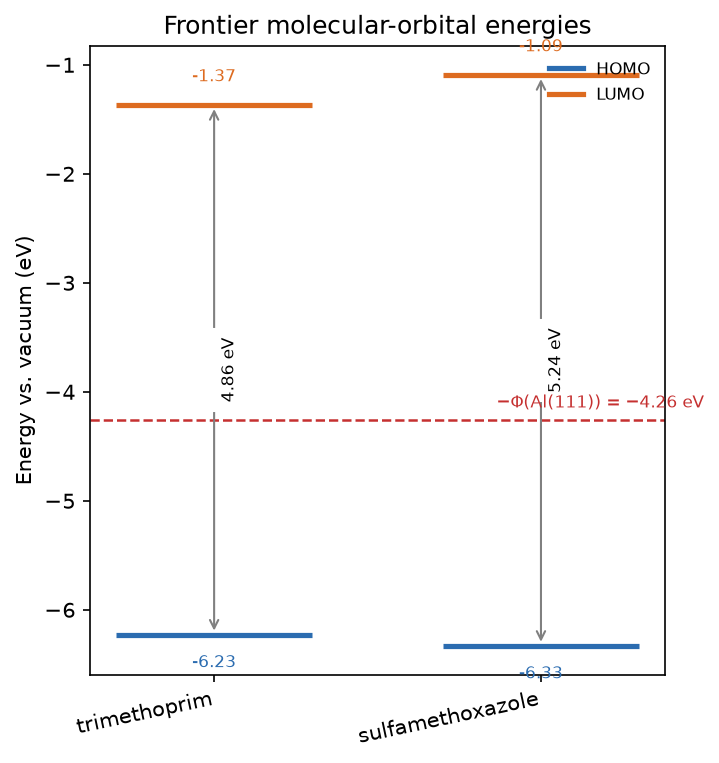 Frontier molecular-orbital energies
-1.09
HOMO
LUMO
-1.37
−1
−2
−3
−4
−5
−6
Energy vs. vacuum (eV)
4.86 eV
5.24 eV
−Φ(Al(111)) = −4.26 eV
-6.23
-6.33
trimethoprim
sulfamethoxazole